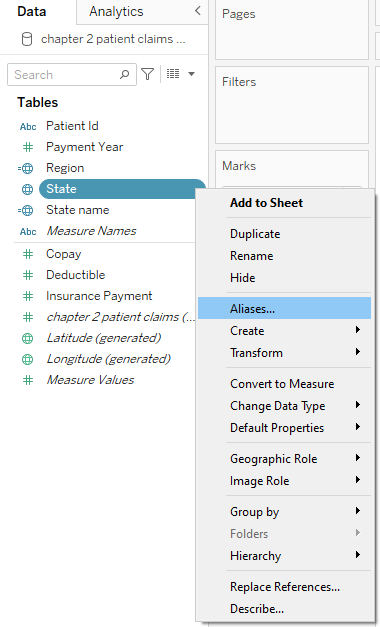 Data
Analytics
chapter 2 patient claims ...
Search
Tables
Abc Patient Id
# Payment Year
Region
State
State name
Abc Measure Names
# Copay
# Deductible
# Insurance Payment
# chapter 2 patient claims (...
Latitude (generated)
Longitude (generated)
# Measure Values
Pages
Filters
Marks
Add to Sheet
Duplicate
Rename
Hide
Aliases...
Create
Transform
Convert to Measure
Change Data Type
Default Properties
Geographic Role
Image Role
Group by
Folders
Hierarchy
Replace References...
Describe...